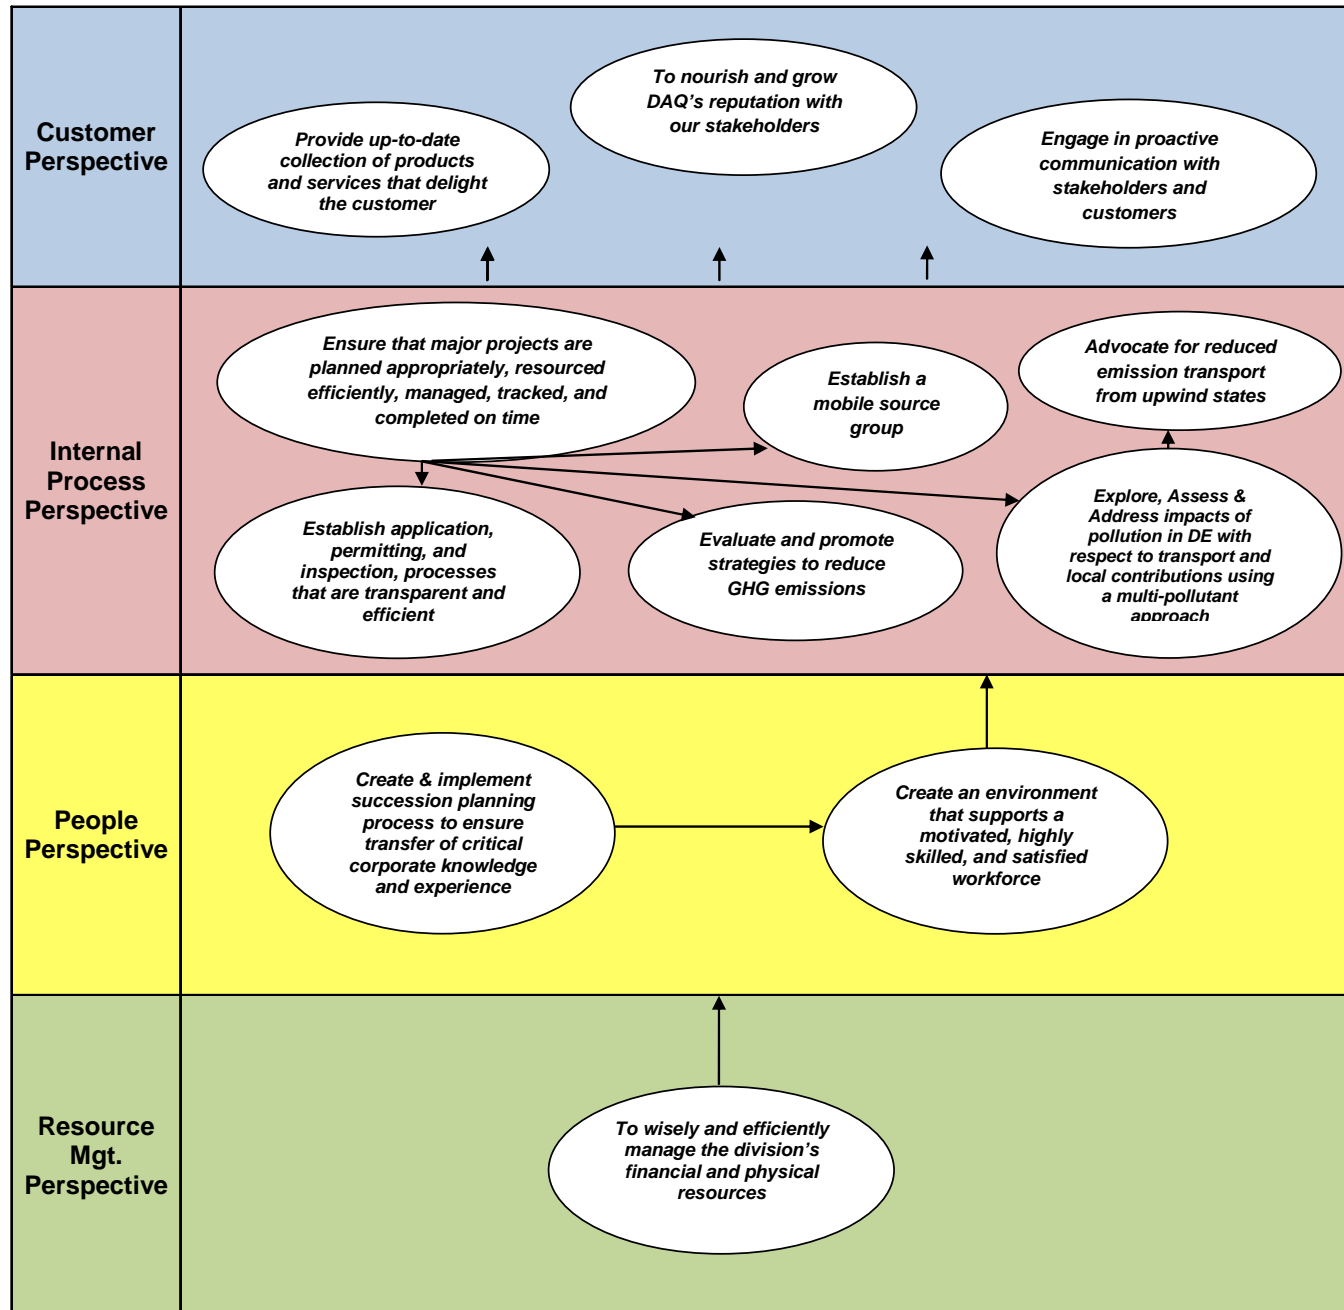 Customer
Perspective
Provide up-to-date
collection of products
and services that delight
the customer
To nourish and grow
DAQ's reputation with
our stakeholders
Engage in proactive
communication with
stakeholders and
customers
Internal
Process
Perspective
Ensure that major projects are
planned appropriately, resourced
efficiently, managed, tracked, and
completed on time
Establish a
mobile source
group
Advocate for reduced
emission transport
from upwind states
Establish application,
permitting, and
inspection, processes
that are transparent and
efficient
Evaluate and promote
strategies to reduce
GHG emissions
Explore, Assess &
Address impacts of
pollution in DE with
respect to transport and
local contributions using
a multi-pollutant
approach
People
Perspective
Create & implement
succession planning
process to ensure
transfer of critical
corporate knowledge
and experience
Create an environment
that supports a
motivated, highly
skilled, and satisfied
workforce
Resource
Mgt.
Perspective
To wisely and efficiently
manage the division's
financial and physical
resources